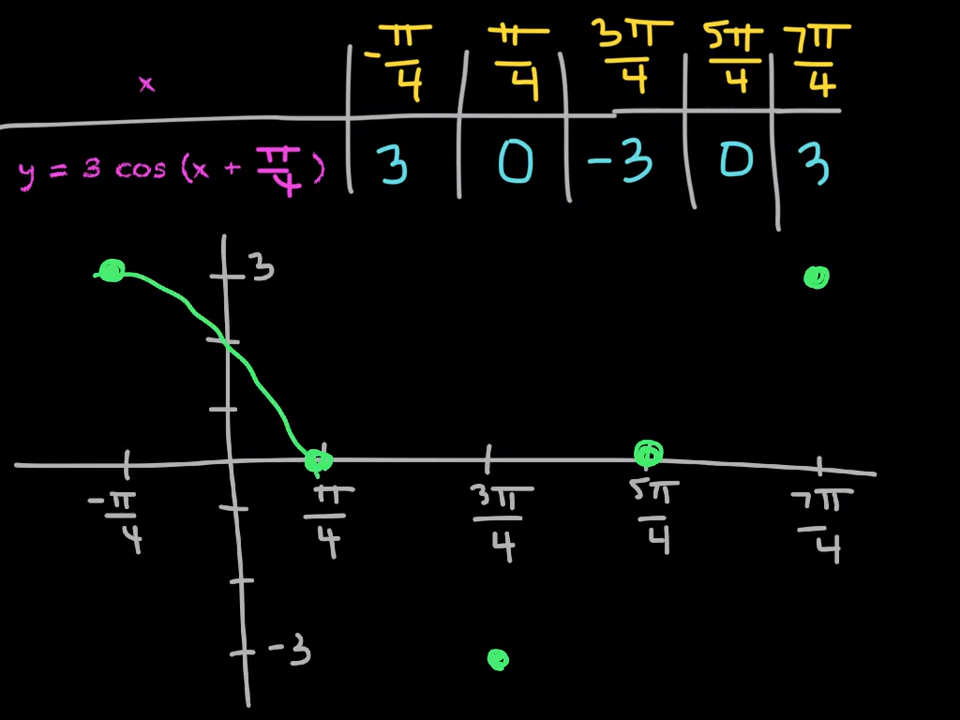 x | -π/4 | π/4 | 3π/4 | 5π/4 | 7π/4
y = 3 cos (x + π/4) | 3 | 0 | -3 | 0 | 3
3
-π/4 π/4 3π/4 5π/4 7π/4
-3